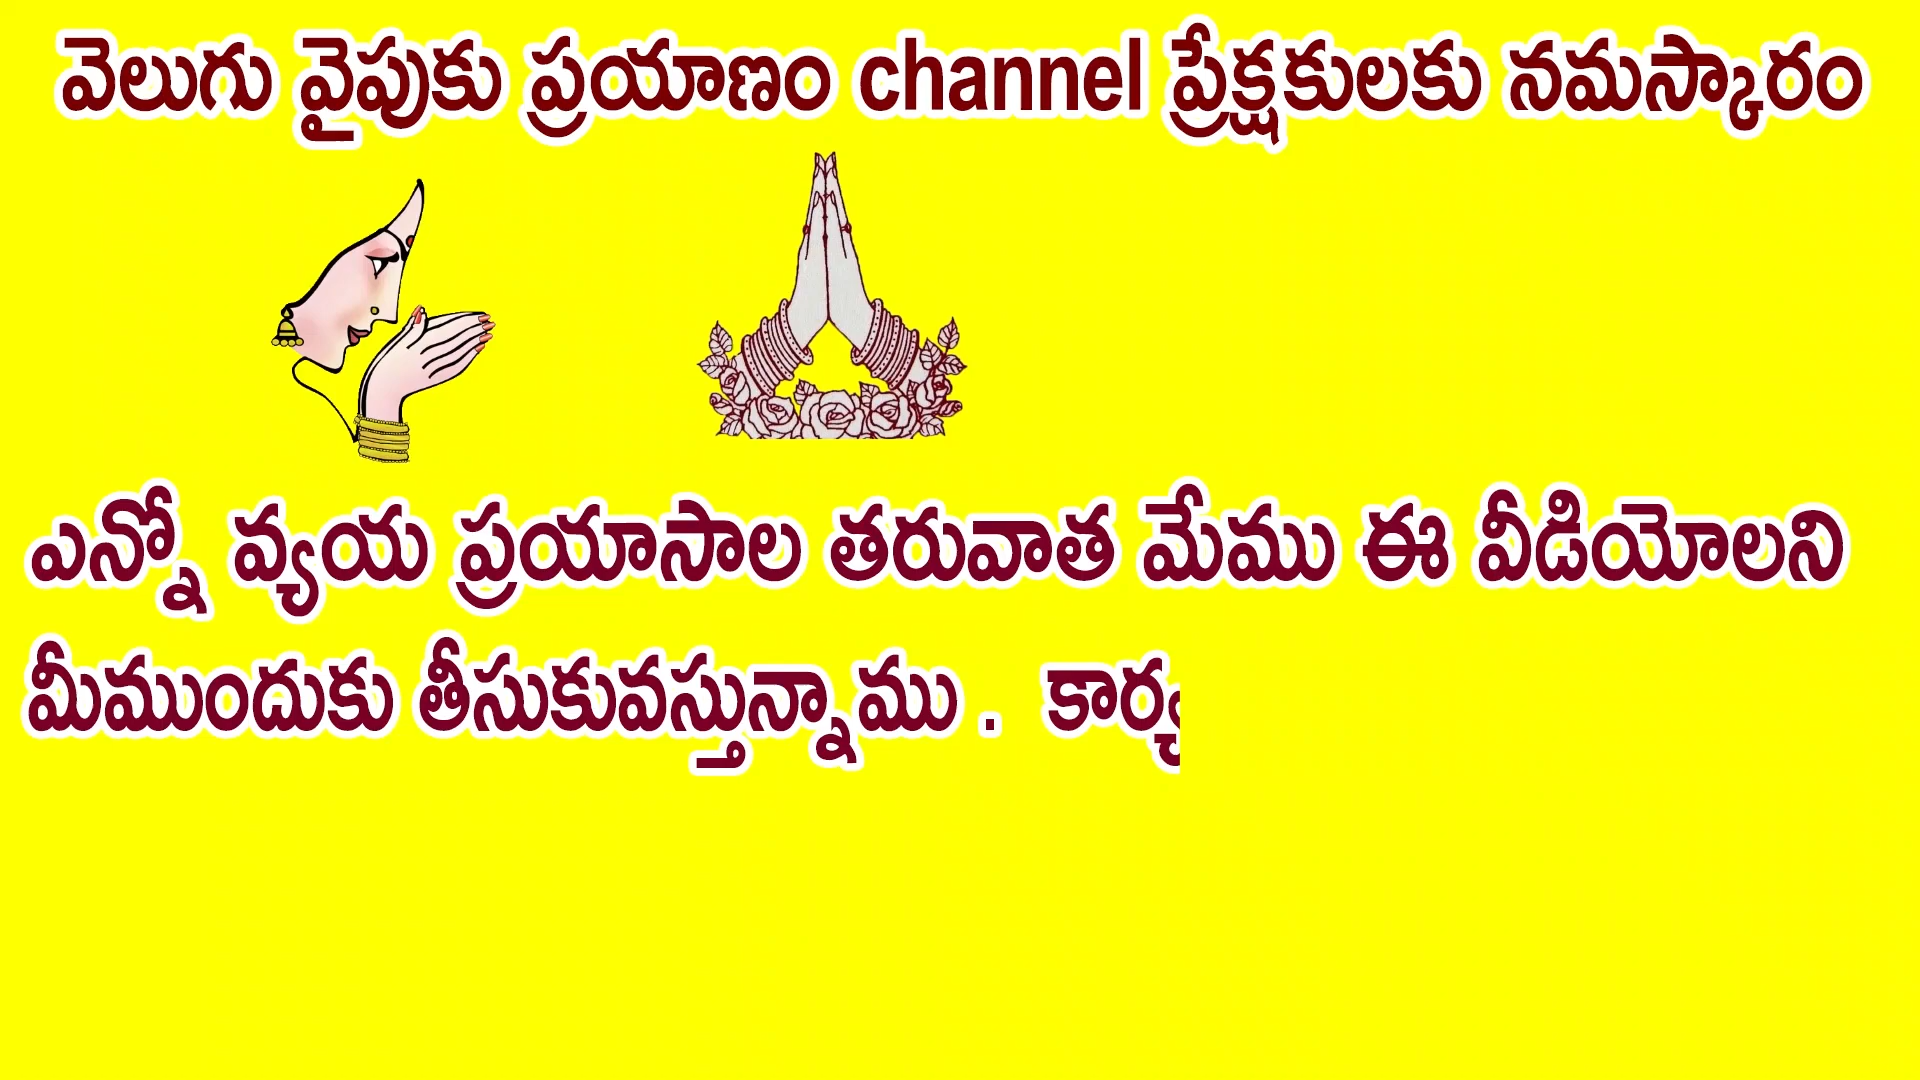 వెలుగు వైపుకు ప్రయాణం channel ప్రేక్షకులకు నమస్కారం
ఎన్నో వ్యయ ప్రయాసాల తరువాత మేము ఈ వీడియోలని
మీముందుకు తీసుకువస్తున్నాము .